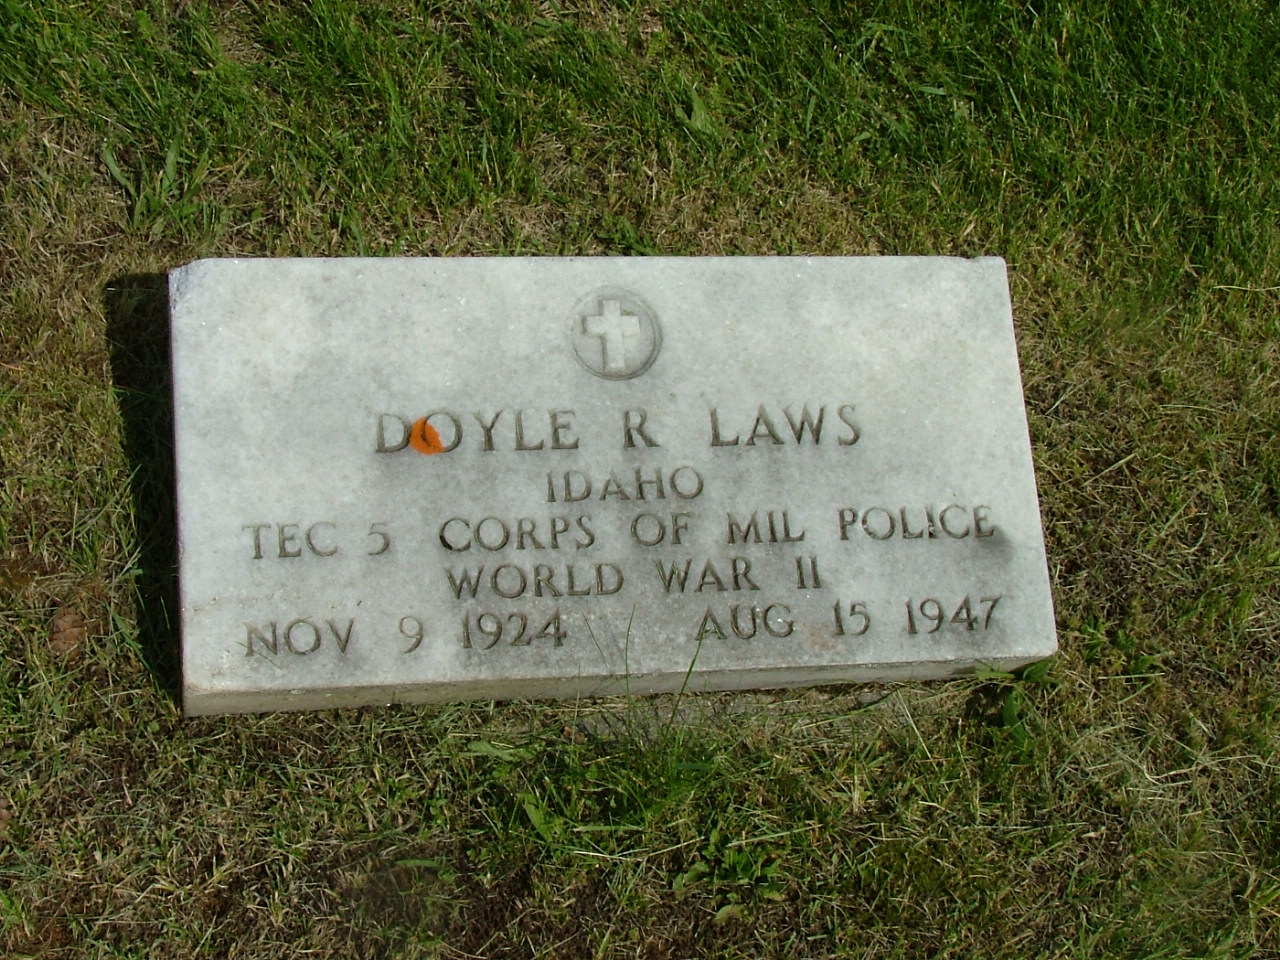 DOYLE R LAWS
IDAHO
TEC 5 CORPS OF MIL POLICE
WORLD WAR II
NOV 9 1924 AUG 15 1947